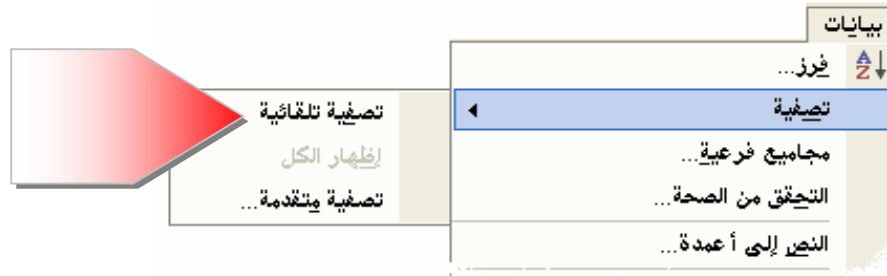 بيانات
فرز...
تصفية
مجاميع فرعية...
التحقق من الصحة...
النص إلى أعمدة...
تصفية تلقائية
إظهار الكل
تصفية متقدمة...